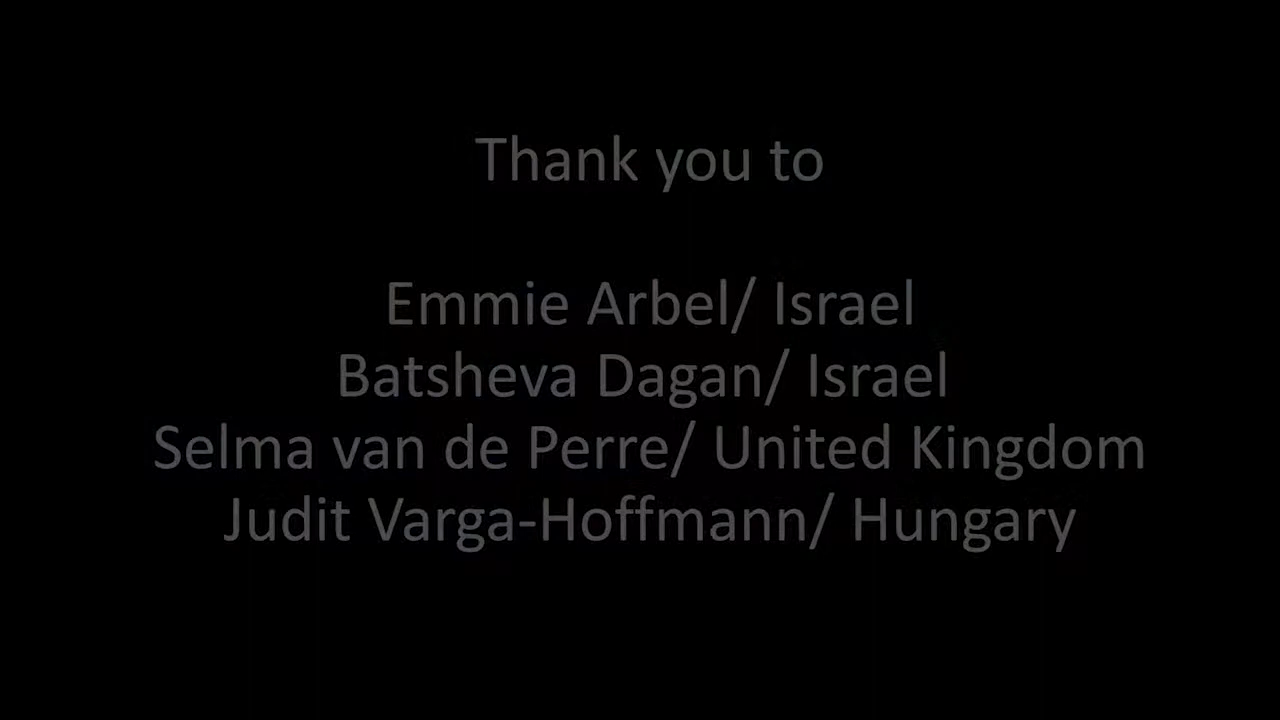 Thank you to
Emmie Arbel/ Israel
Batsheva Dagan/ Israel
Selma van de Perre/ United Kingdom
Judit Varga-Hoffmann/ Hungary